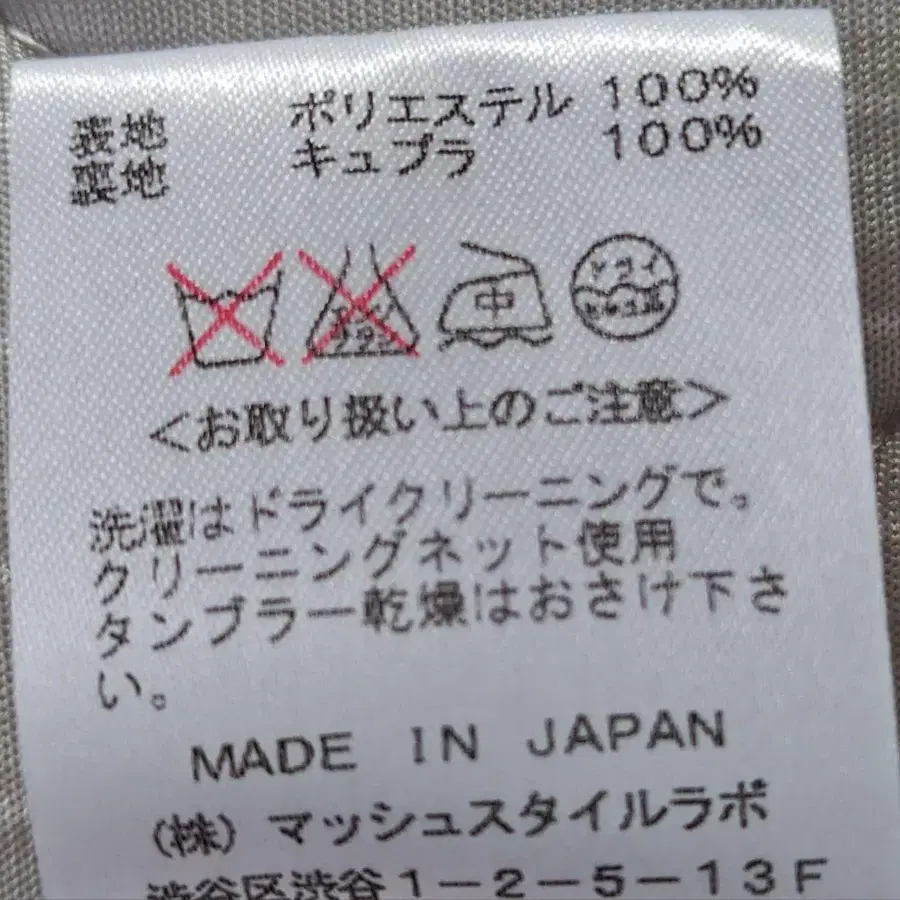 表地 ポリエステル 100%
裏地 キュプラ 100%
中
ドライ
<お取り扱い上のご注意>
洗濯はドライクリーニングで。
クリーニングネット使用
タンブラー乾燥はおさけ下さ
い。
MADE IN JAPAN
(株) マッシュスタイルラボ
渋谷区渋谷1-2-5-13F